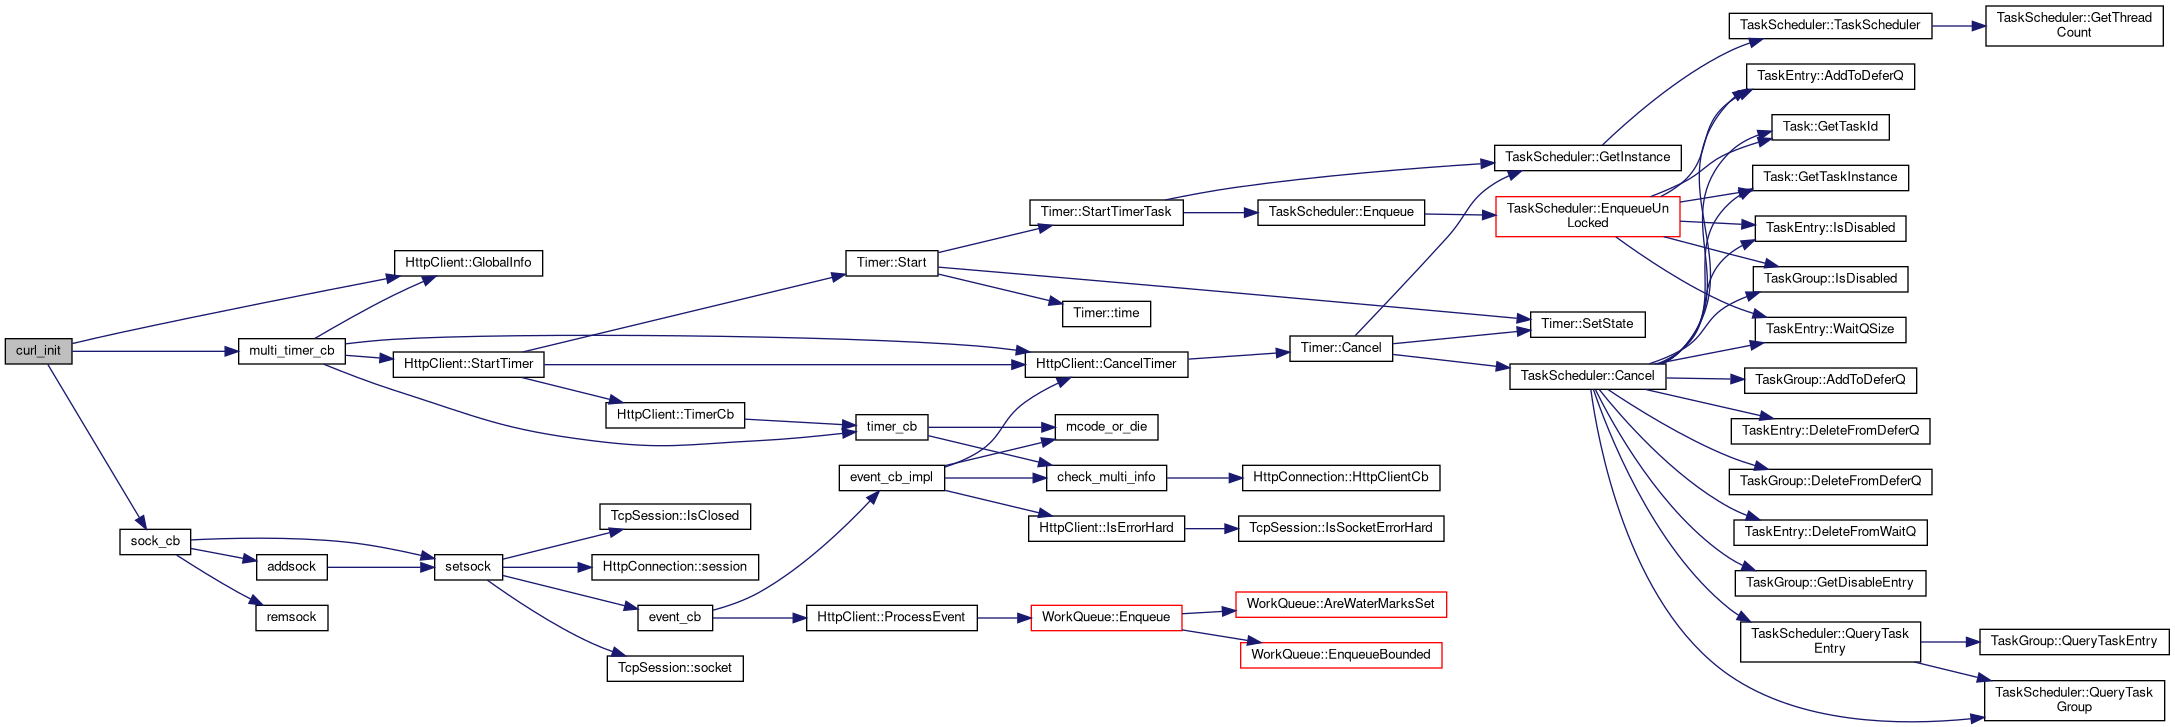 curl_init
HttpClient::GlobalInfo
multi_timer_cb
HttpClient::StartTimer
sock_cb
addsock
remsock
setsock
TcpSession::IsClosed
HttpConnection::session
event_cb
TcpSession::socket
HttpClient::TimerCb
Timer::Start
timer_cb
event_cb_impl
HttpClient::ProcessEvent
Timer::StartTimerTask
Timer::time
HttpClient::CancelTimer
mcode_or_die
check_multi_info
HttpClient::IsErrorHard
WorkQueue::Enqueue
TaskScheduler::Enqueue
Timer::Cancel
HttpConnection::HttpClientCb
TcpSession::IsSocketErrorHard
WorkQueue::AreWaterMarksSet
WorkQueue::EnqueueBounded
TaskScheduler::GetInstance
TaskScheduler::EnqueueUn
Locked
Timer::SetState
TaskScheduler::Cancel
TaskScheduler::TaskScheduler
TaskEntry::AddToDeferQ
Task::GetTaskId
Task::GetTaskInstance
TaskEntry::IsDisabled
TaskGroup::IsDisabled
TaskEntry::WaitQSize
TaskGroup::AddToDeferQ
TaskEntry::DeleteFromDeferQ
TaskGroup::DeleteFromDeferQ
TaskEntry::DeleteFromWaitQ
TaskGroup::GetDisableEntry
TaskScheduler::QueryTask
Entry
TaskScheduler::GetThread
Count
TaskGroup::QueryTaskEntry
TaskScheduler::QueryTask
Group